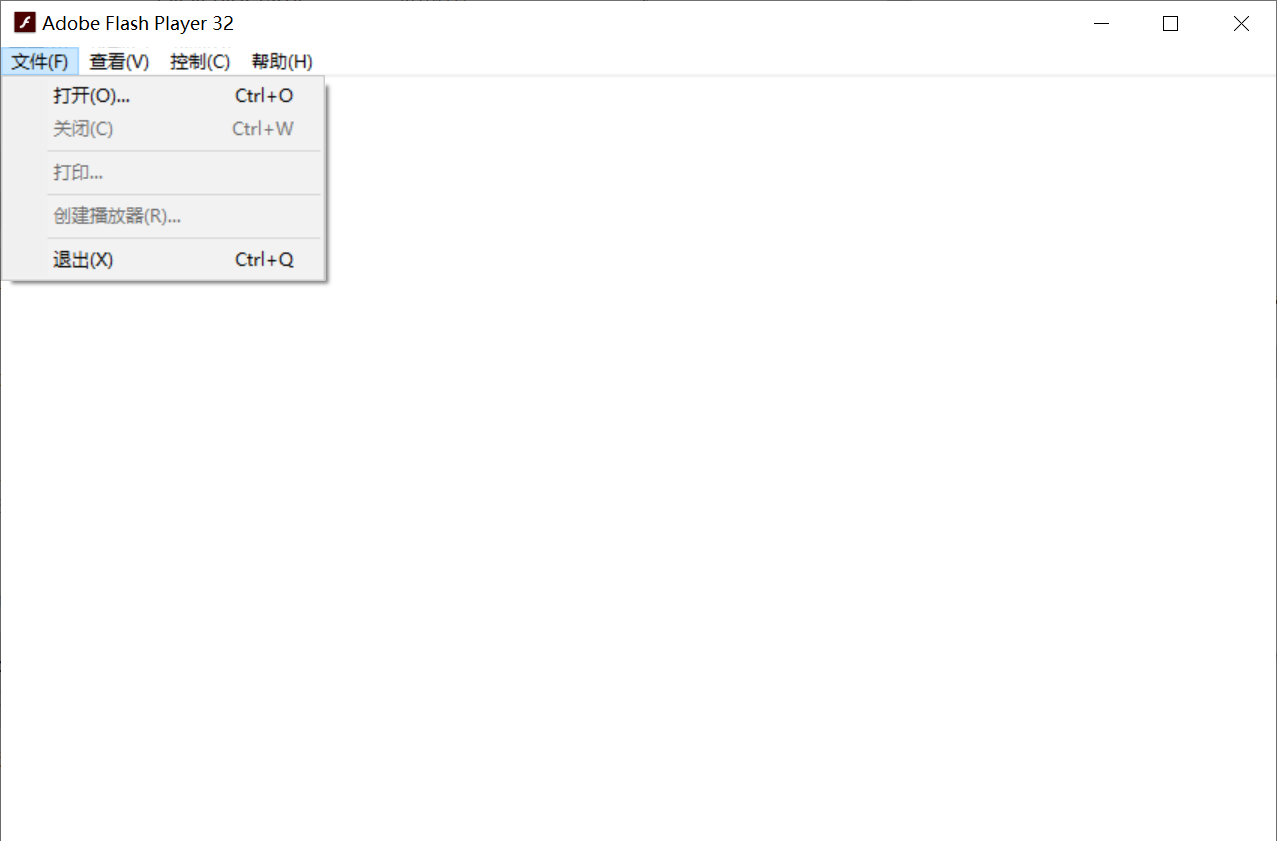 Adobe Flash Player 32
文件(F) 查看(V) 控制(C) 帮助(H)
打开(O)... Ctrl+O
关闭(C) Ctrl+W
打印...
创建播放器(R)...
退出(X) Ctrl+Q